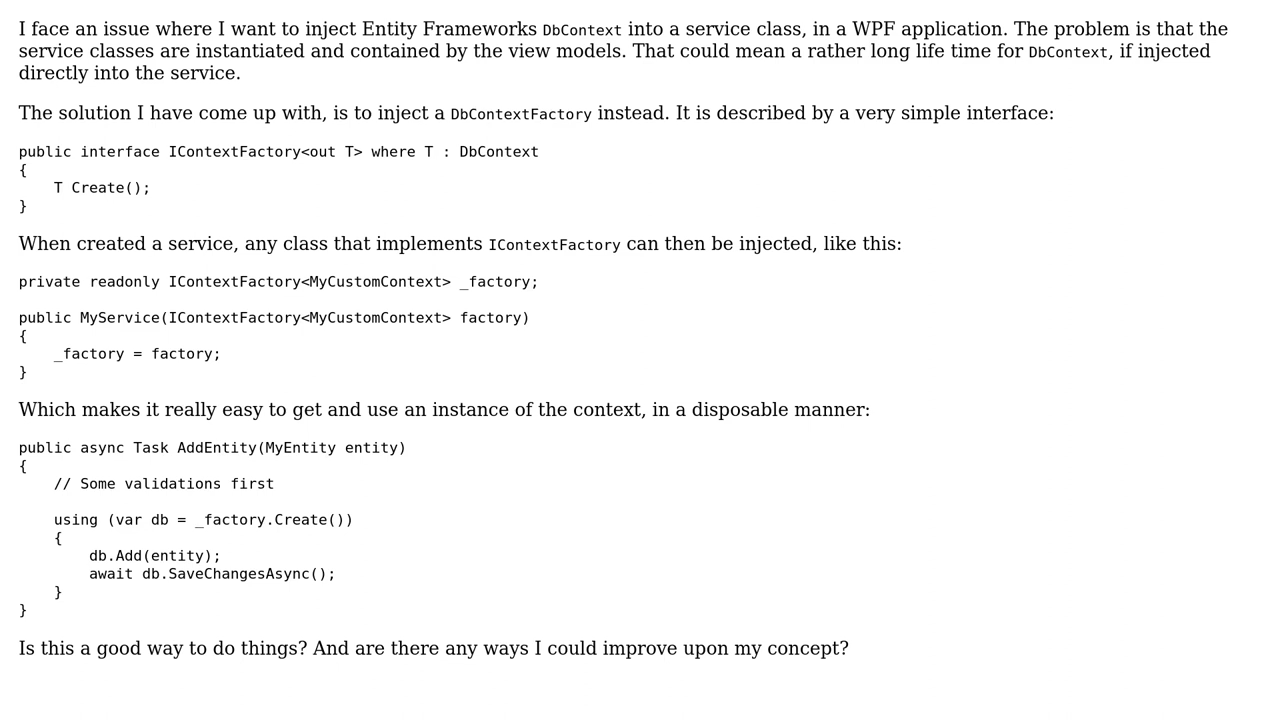 I face an issue where I want to inject Entity Frameworks DbContext into a service class, in a WPF application. The problem is that the
service classes are instantiated and contained by the view models. That could mean a rather long life time for DbContext, if injected
directly into the service.
The solution I have come up with, is to inject a DbContextFactory instead. It is described by a very simple interface:
public interface IContextFactory<out T> where T : DbContext
{
    T Create();
}
When created a service, any class that implements IContextFactory can then be injected, like this:
private readonly IContextFactory<MyCustomContext> _factory;
public MyService(IContextFactory<MyCustomContext> factory)
{
    _factory = factory;
}
Which makes it really easy to get and use an instance of the context, in a disposable manner:
public async Task AddEntity(MyEntity entity)
{
    // Some validations first
    using (var db = _factory.Create())
    {
        db.Add(entity);
        await db.SaveChangesAsync();
    }
}
Is this a good way to do things? And are there any ways I could improve upon my concept?